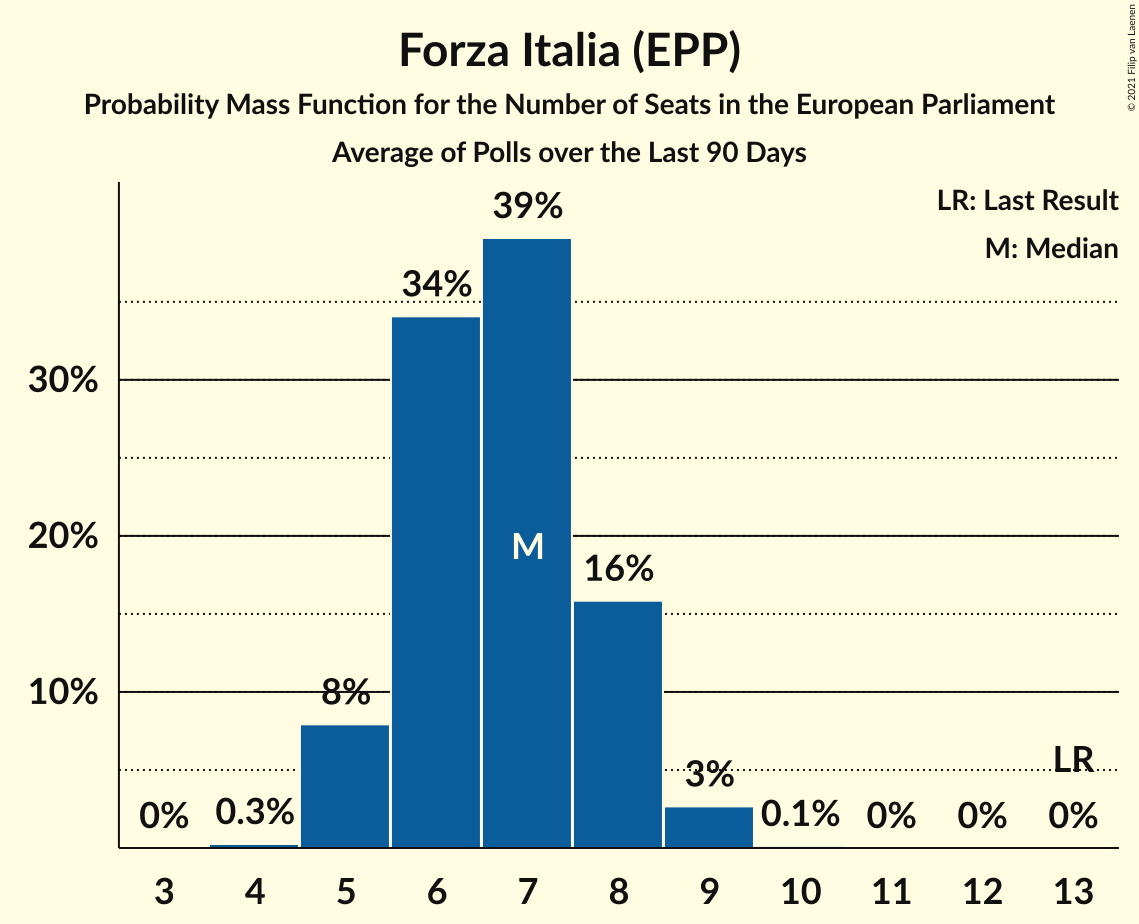 Forza Italia (EPP)
Probability Mass Function for the Number of Seats in the European Parliament
Average of Polls over the Last 90 Days
© 2021 Filip van Laenen
LR: Last Result
M: Median
39%
34%
30%
20%
M
16%
10%
8%
LR
3%
0% 0.3% 0.1% 0% 0% 0%
3 4 5 6 7 8 9 10 11 12 13